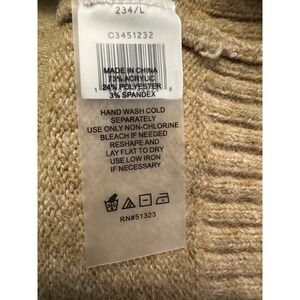 234/L
C3451232
MADE IN CHINA
73% ACRYLIC
24% POLYESTER
3% SPANDEX
HAND WASH COLD
SEPARATELY
USE ONLY NON-CHLORINE
BLEACH IF NEEDED
RESHAPE AND
LAY FLAT TO DRY
USE LOW IRON
IF NECESSARY
RN#51323